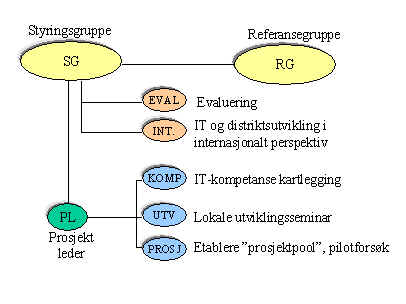 Styringsgruppe
Referansegruppe
SG
RG
EVAL
Evaluering
INT.
IT og distriktsutvikling i
internasjonalt perspektiv
KOMP
IT-kompetanse kartlegging
PL
UTV
Lokale utviklingsseminar
Prosjekt
leder
PROSJ
Etablere ”prosjektpool”, pilotforsøk